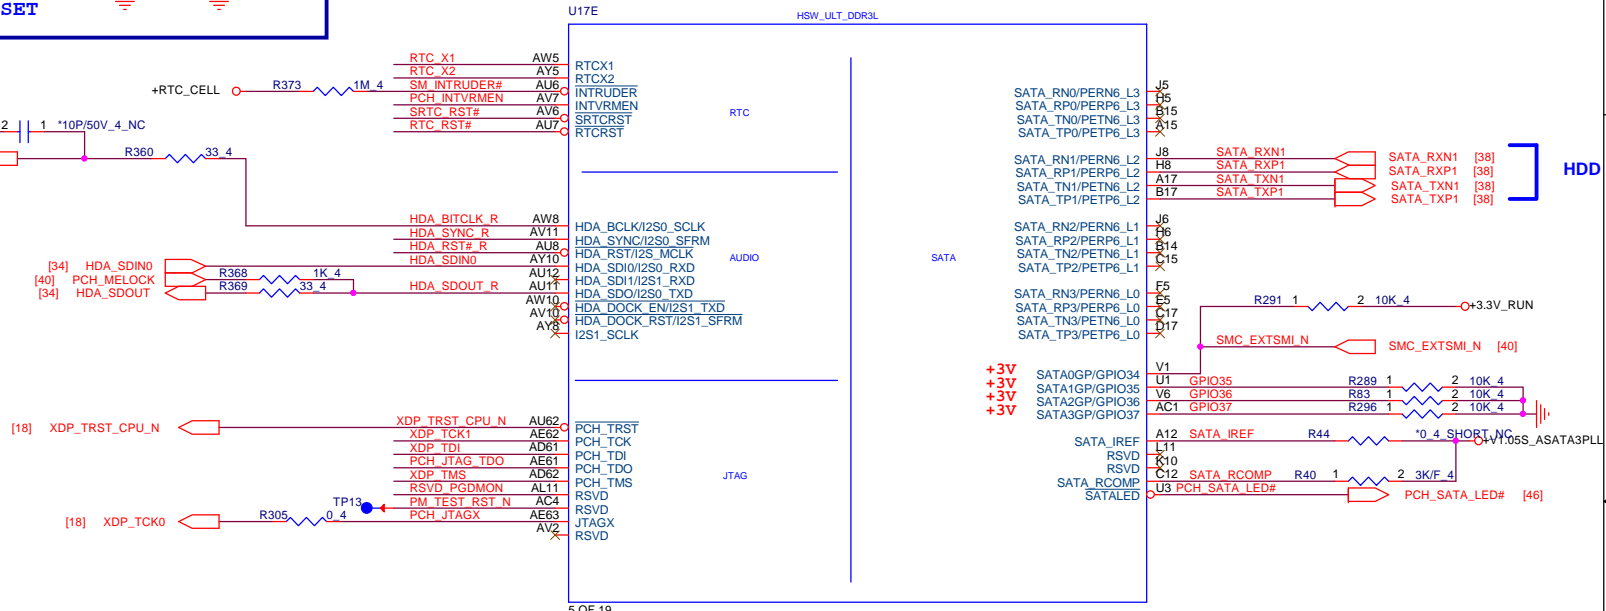 SET
U17E
HSW_ULT_DDR3L
RTC_X1 AW5 RTCX1
RTC_X2 AY5 RTCX2
+RTC_CELL R373 1M_4 SM_INTRUDER# AU6 INTRUDER
PCH_INTVRMEN AV7 INTVRMEN
SRTC_RST# AV6 SRTCRST
RTC_RST# AU7 RTCRST
RTC
2 1 *10P/50V_4_NC
R360 33_4
HDA_BITCLK_R AW8 HDA_BCLK/I2S0_SCLK
HDA_SYNC_R AV11 HDA_SYNC/I2S0_SFRM
HDA_RST#_R AU8 HDA_RST/I2S_MCLK
[34] HDA_SDIN0 HDA_SDIN0 AY10 HDA_SDI0/I2S0_RXD
[40] PCH_MELOCK R368 1K_4 AU12 HDA_SDI1/I2S1_RXD
[34] HDA_SDOUT R369 33_4 HDA_SDOUT_R AU11 HDA_SDO/I2S0_TXD
AW10 HDA_DOCK_EN/I2S1_TXD
AV10 HDA_DOCK_RST/I2S1_SFRM
AY8 I2S1_SCLK
AUDIO
[18] XDP_TRST_CPU_N XDP_TRST_CPU_N AU62 PCH_TRST
XDP_TCK1 AE62 PCH_TCK
XDP_TDI AD61 PCH_TDI
PCH_JTAG_TDO AE61 PCH_TDO
XDP_TMS AD62 PCH_TMS
RSVD_PGDMON AL11 RSVD
TP13 PM_TEST_RST_N AC4 RSVD
[18] XDP_TCK0 R305 0_4 PCH_JTAGX AE63 JTAGX
AV2 RSVD
JTAG
5 OF 19
SATA
SATA_RN0/PERN6_L3 J5
SATA_RP0/PERP6_L3 H5
SATA_TN0/PETN6_L3 B15
SATA_TP0/PETP6_L3 A15
SATA_RN1/PERN6_L2 J8 SATA_RXN1 SATA_RXN1 [38]
SATA_RP1/PERP6_L2 H8 SATA_RXP1 SATA_RXP1 [38]
SATA_TN1/PETN6_L2 A17 SATA_TXN1 SATA_TXN1 [38]
SATA_TP1/PETP6_L2 B17 SATA_TXP1 SATA_TXP1 [38]
HDD
SATA_RN2/PERN6_L1 J6
SATA_RP2/PERP6_L1 H6
SATA_TN2/PETN6_L1 B14
SATA_TP2/PETP6_L1 C15
SATA_RN3/PERN6_L0 F5
SATA_RP3/PERP6_L0 E5
SATA_TN3/PETN6_L0 C17
SATA_TP3/PETP6_L0 D17
R291 1 2 10K_4 +3.3V_RUN
SMC_EXTSMI_N SMC_EXTSMI_N [40]
+3V SATA0GP/GPIO34 V1
+3V SATA1GP/GPIO35 U1 GPIO35 R289 1 2 10K_4
+3V SATA2GP/GPIO36 V6 GPIO36 R83 1 2 10K_4
+3V SATA3GP/GPIO37 AC1 GPIO37 R296 1 2 10K_4
SATA_IREF A12 SATA_IREF R44 *0_4_SHORT_NC +V1.05S_ASATA3PLL
RSVD L11
RSVD K10
SATA_RCOMP C12 SATA_RCOMP R40 1 2 3K/F_4
SATALED U3 PCH_SATA_LED# PCH_SATA_LED# [46]